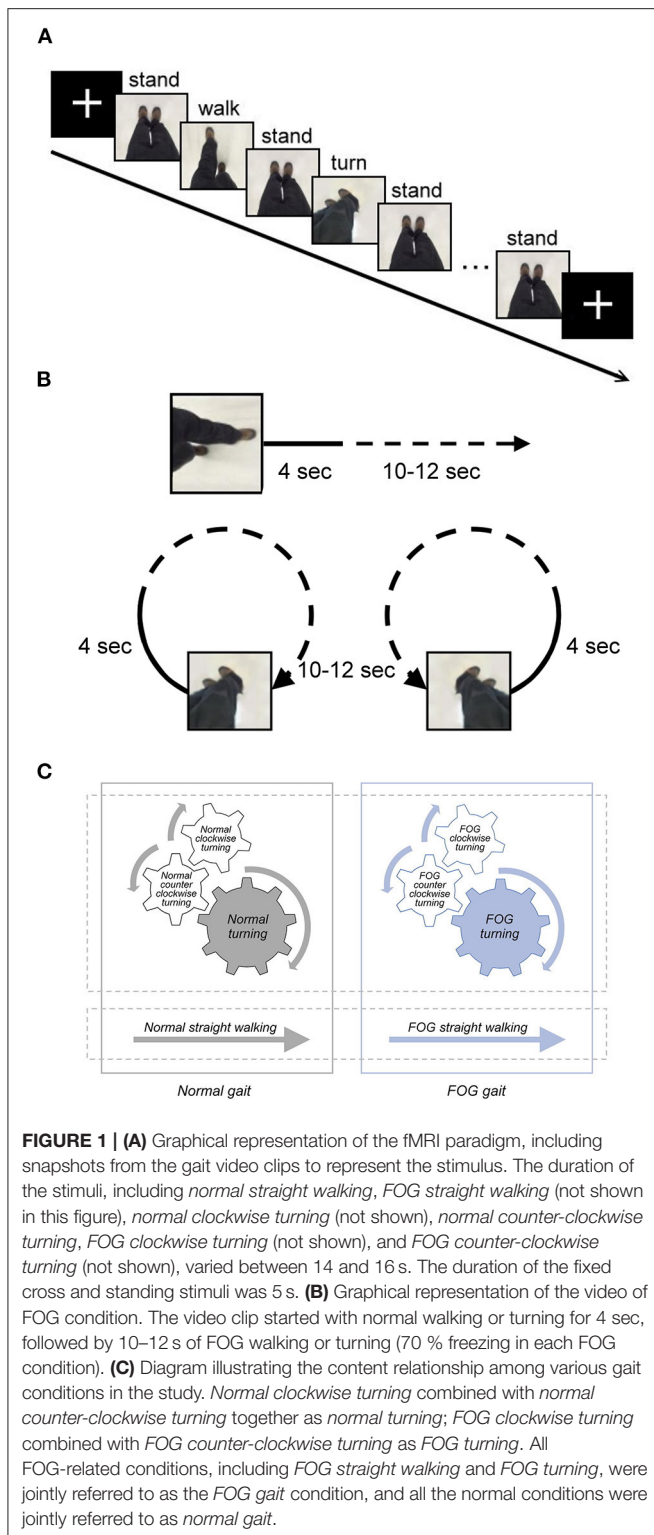 A
stand
walk
stand
turn
stand
...
stand
B
4 sec
10-12 sec
4 sec
10-12 sec
4 sec
C
Normal
clockwise
turning
Normal
counter
clockwise
turning
Normal
turning
FOG
clockwise
turning
FOG
counter
clockwise
turning
FOG
turning
Normal straight walking
FOG straight walking
Normal gait
FOG gait
FIGURE 1 | (A) Graphical representation of the fMRI paradigm, including
snapshots from the gait video clips to represent the stimulus. The duration of
the stimuli, including normal straight walking, FOG straight walking (not shown
in this figure), normal clockwise turning (not shown), normal counter-clockwise
turning, FOG clockwise turning (not shown), and FOG counter-clockwise
turning (not shown), varied between 14 and 16 s. The duration of the fixed
cross and standing stimuli was 5 s. (B) Graphical representation of the video of
FOG condition. The video clip started with normal walking or turning for 4 sec,
followed by 10–12 s of FOG walking or turning (70 % freezing in each FOG
condition). (C) Diagram illustrating the content relationship among various gait
conditions in the study. Normal clockwise turning combined with normal
counter-clockwise turning together as normal turning; FOG clockwise turning
combined with FOG counter-clockwise turning as FOG turning. All
FOG-related conditions, including FOG straight walking and FOG turning, were
jointly referred to as the FOG gait condition, and all the normal conditions were
jointly referred to as normal gait.